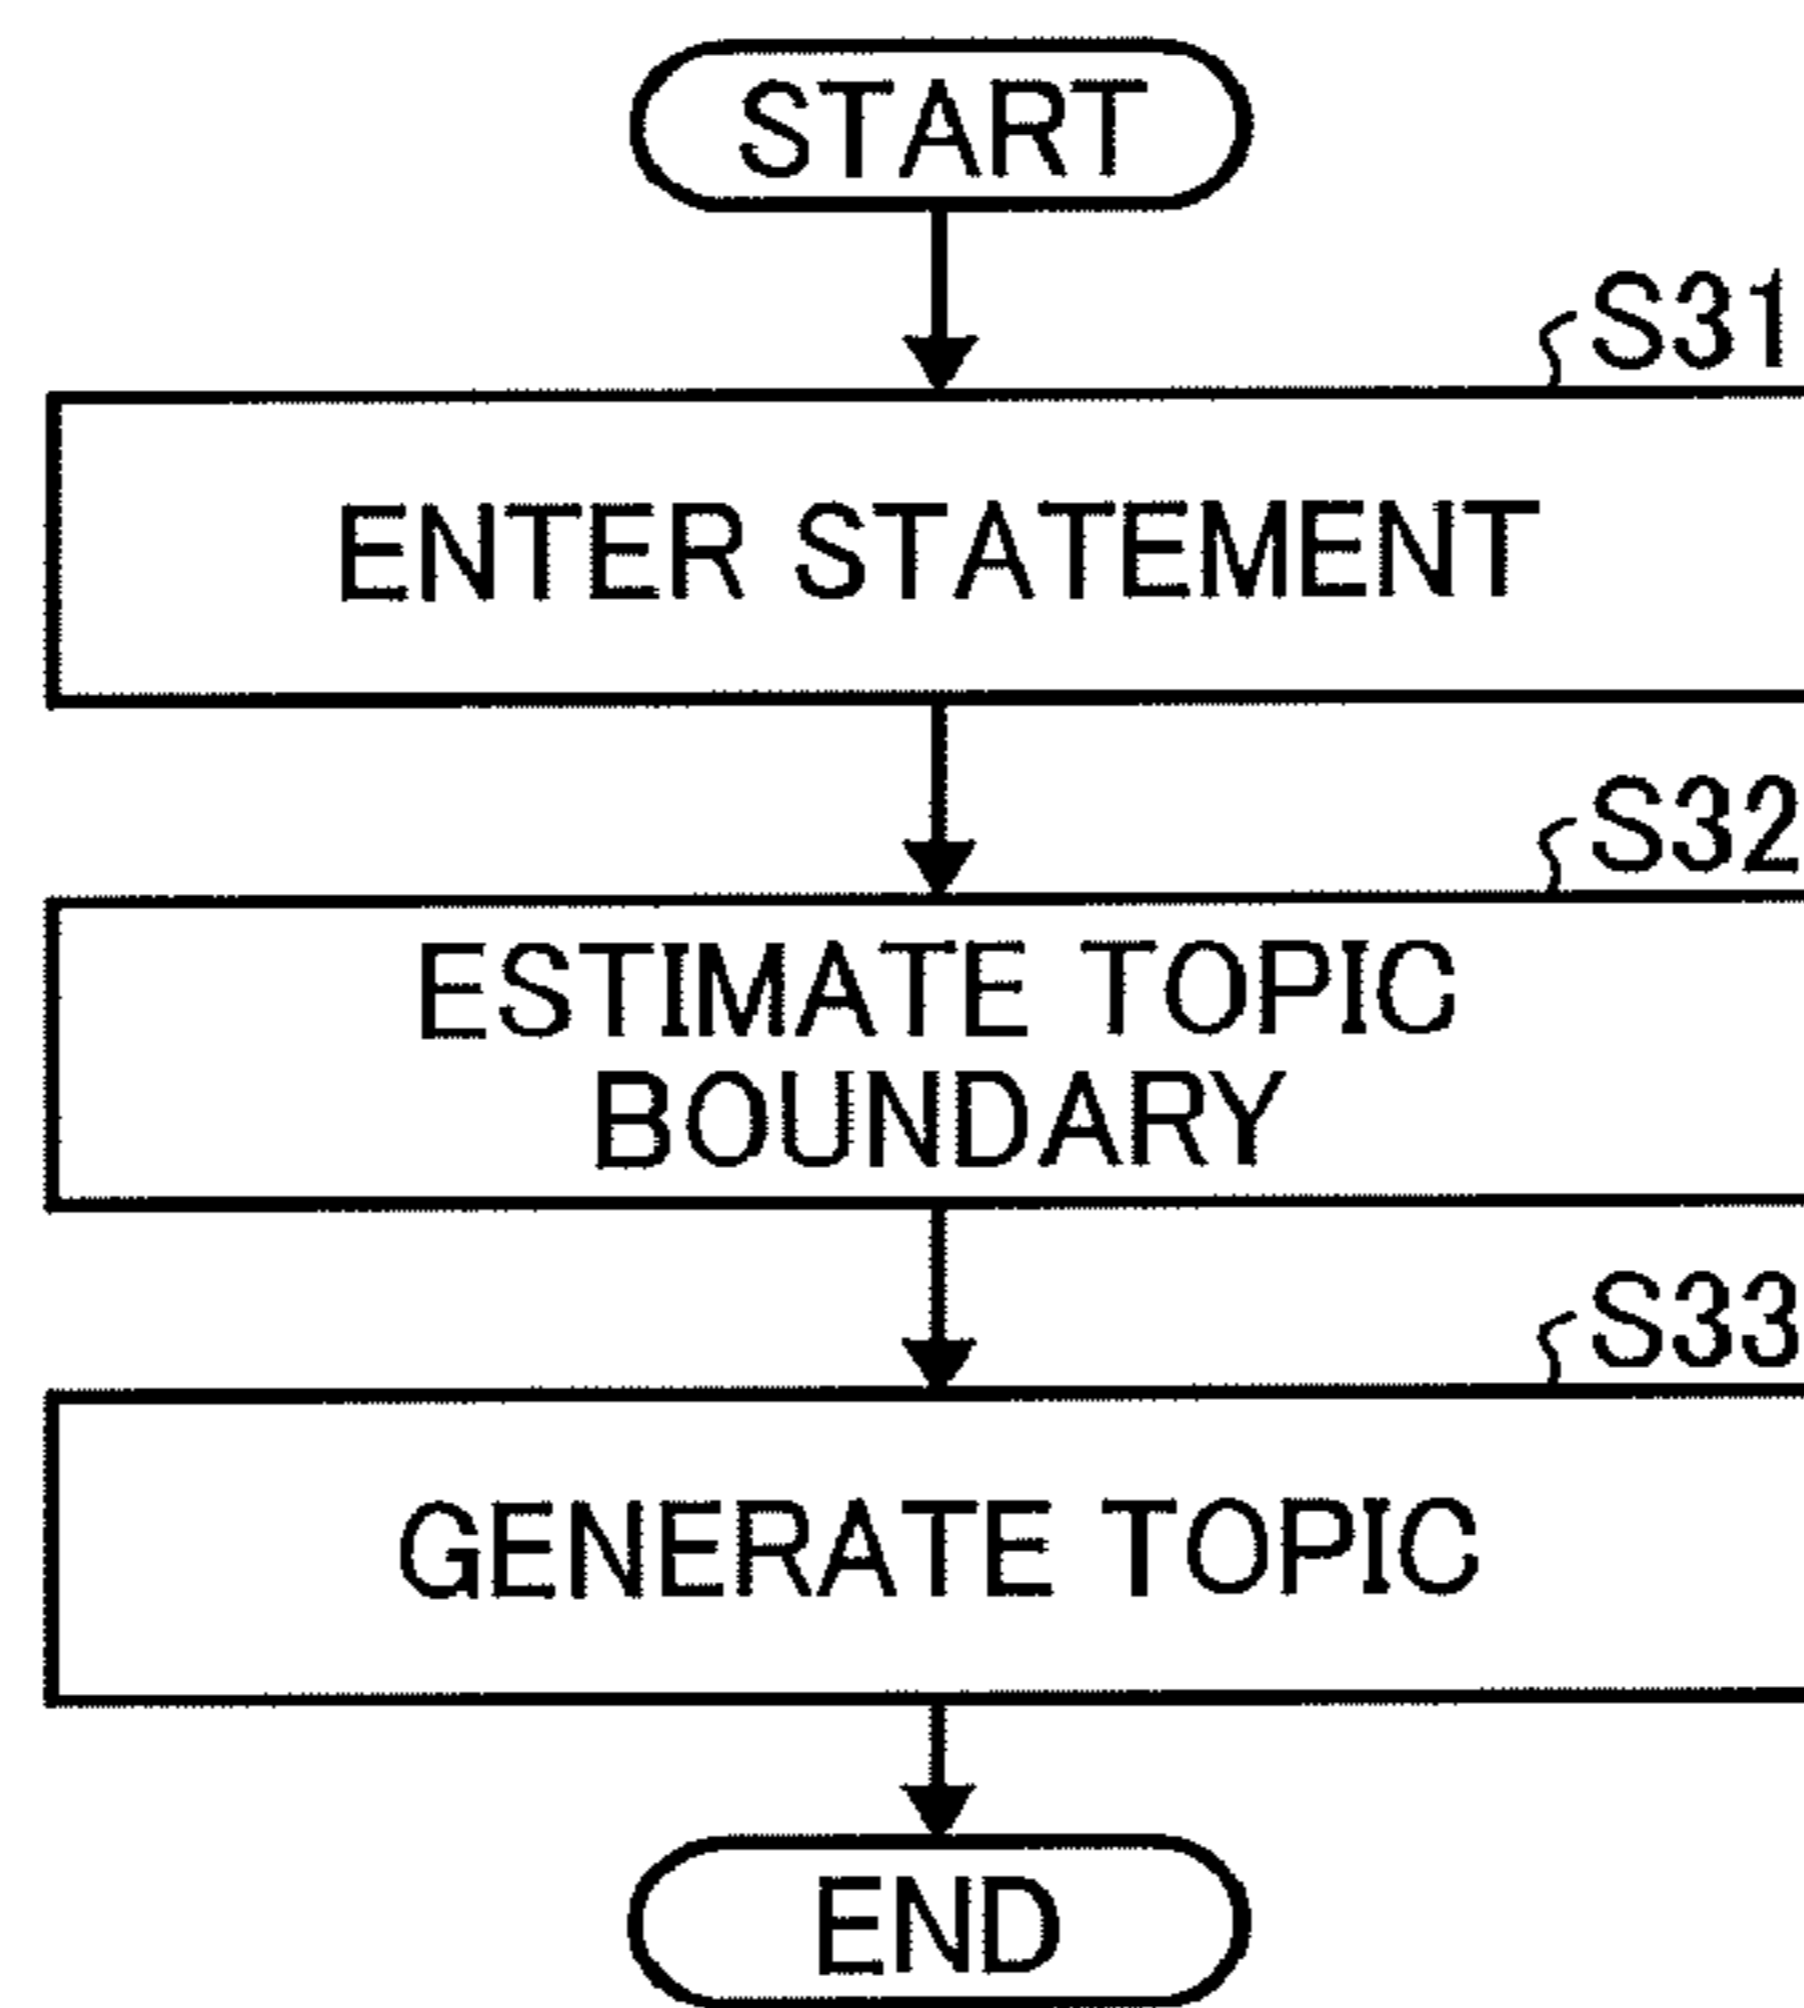 START
S31
ENTER STATEMENT
S32
ESTIMATE TOPIC
BOUNDARY
S33
GENERATE TOPIC
END